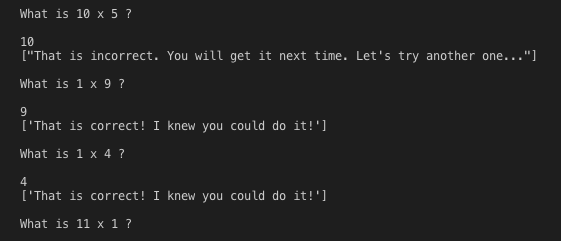 What is 10 x 5 ?
10
["That is incorrect. You will get it next time. Let's try another one..."]
What is 1 x 9 ?
9
['That is correct! I knew you could do it!']
What is 1 x 4 ?
4
['That is correct! I knew you could do it!']
What is 11 x 1 ?